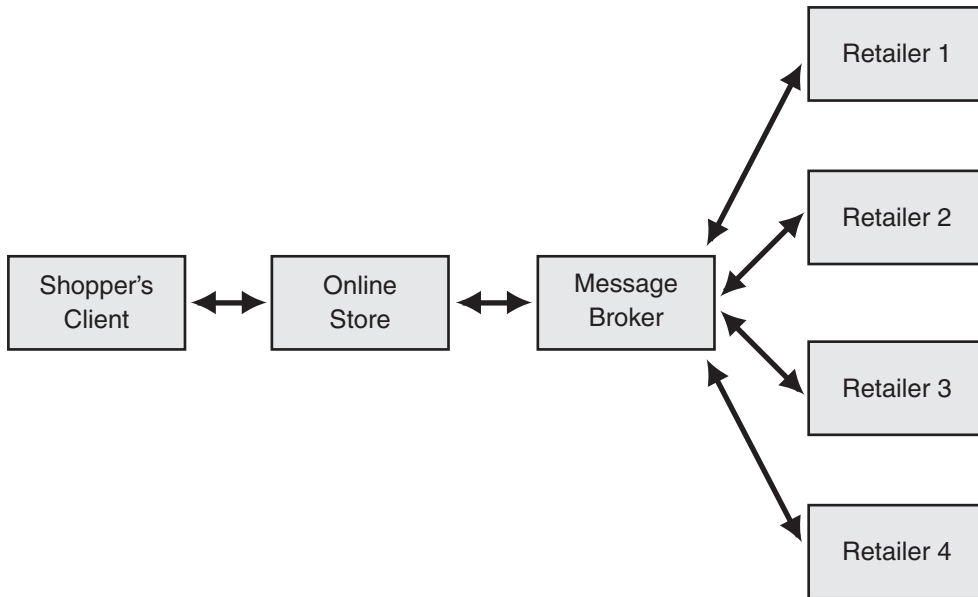 Retailer 1
Retailer 2
Shopper's
Client
Online
Store
Message
Broker
Retailer 3
Retailer 4